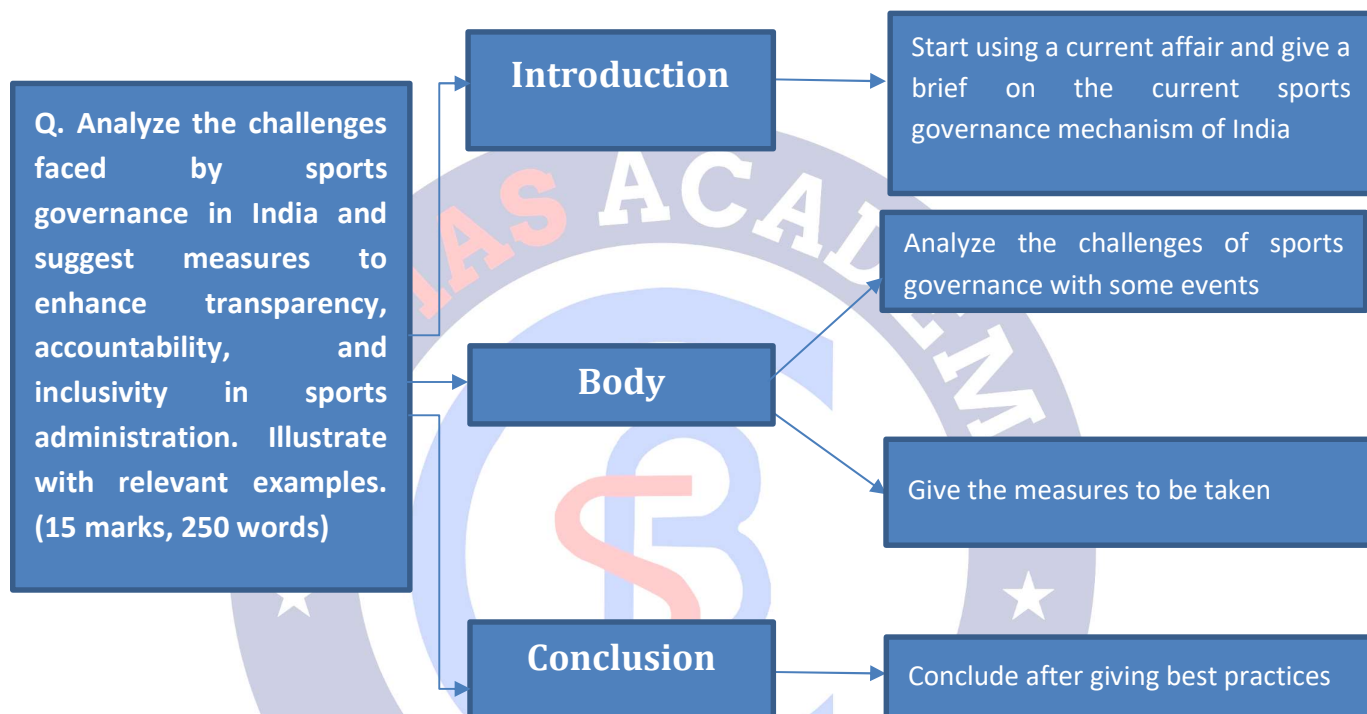 Q. Analyze the challenges
faced by sports
governance in India and
suggest measures to
enhance transparency,
accountability, and
inclusivity in sports
administration. Illustrate
with relevant examples.
(15 marks, 250 words)
Introduction
Start using a current affair and give a
brief on the current sports
governance mechanism of India
Body
Analyze the challenges of sports
governance with some events
Give the measures to be taken
Conclusion
Conclude after giving best practices